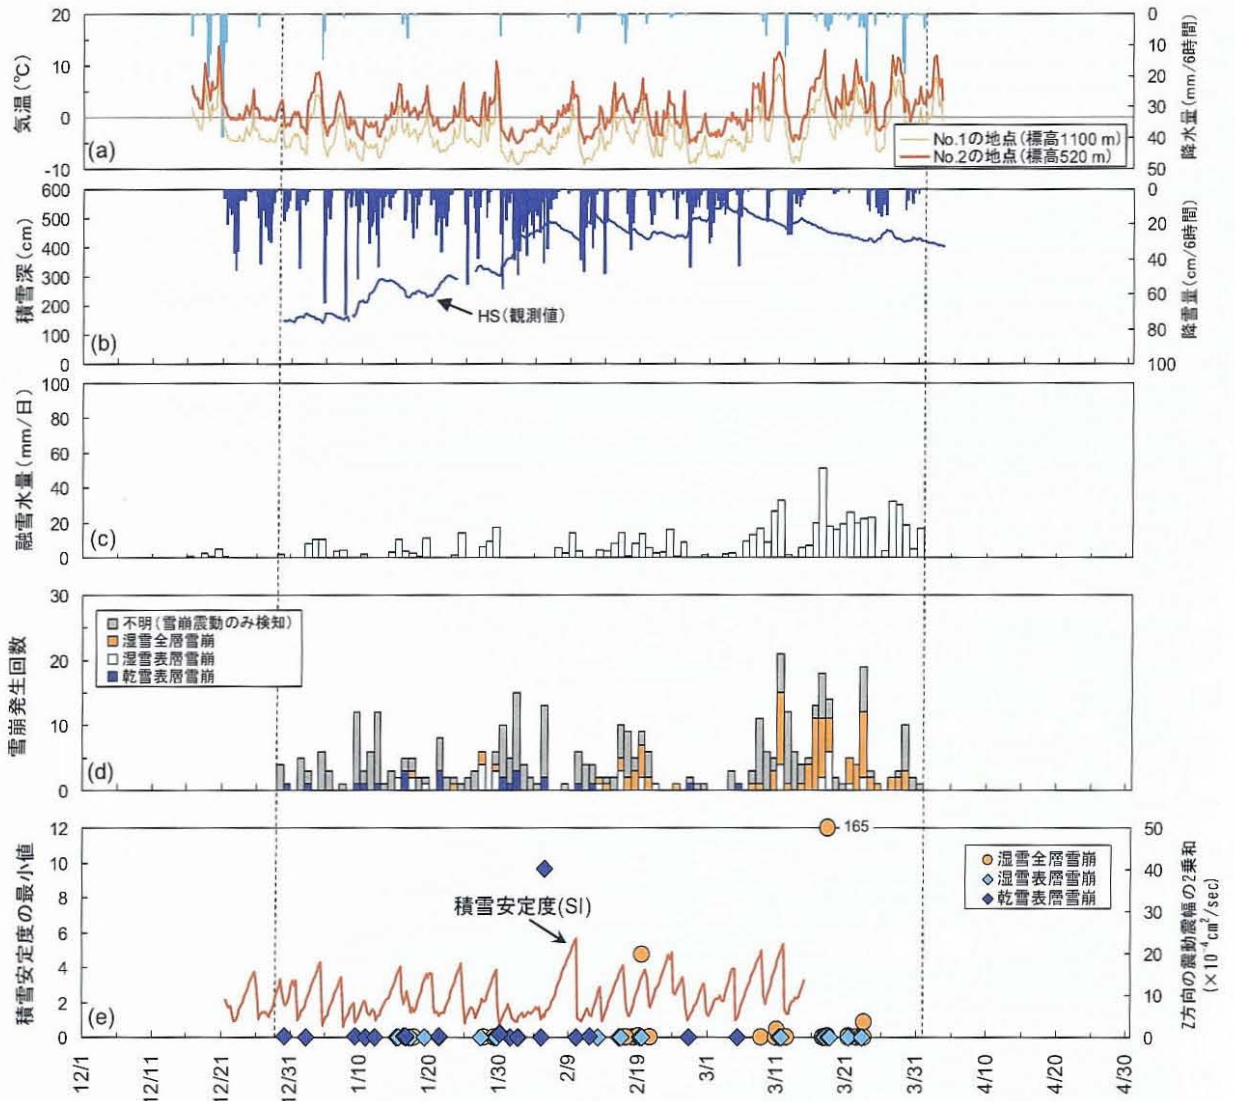 20
10
0
-10
気温(℃)
(a)
No.1の地点(標高1100 m)
No.2の地点(標高520 m)
0
10
20
30
40
50
降水量(mm/6時間)
600
500
400
300
200
100
0
積雪深(cm)
(b)
HS(観測値)
0
20
40
60
80
100
降雪量(cm/6時間)
100
80
60
40
20
0
融雪水量(mm/日)
(c)
30
20
10
0
雪崩発生回数
(d)
不明(雪崩震動のみ検知)
湿雪全層雪崩
湿雪表層雪崩
乾雪表層雪崩
12
10
8
6
4
2
0
積雪安定度の最小値
(e)
積雪安定度(SI)
165
湿雪全層雪崩
湿雪表層雪崩
乾雪表層雪崩
50
40
30
20
10
0
Z方向の震動震幅の2乗和
(×10⁻⁴cm²/sec)
12/1
12/11
12/21
12/31
1/10
1/20
1/30
2/9
2/19
3/1
3/11
3/21
3/31
4/10
4/20
4/30